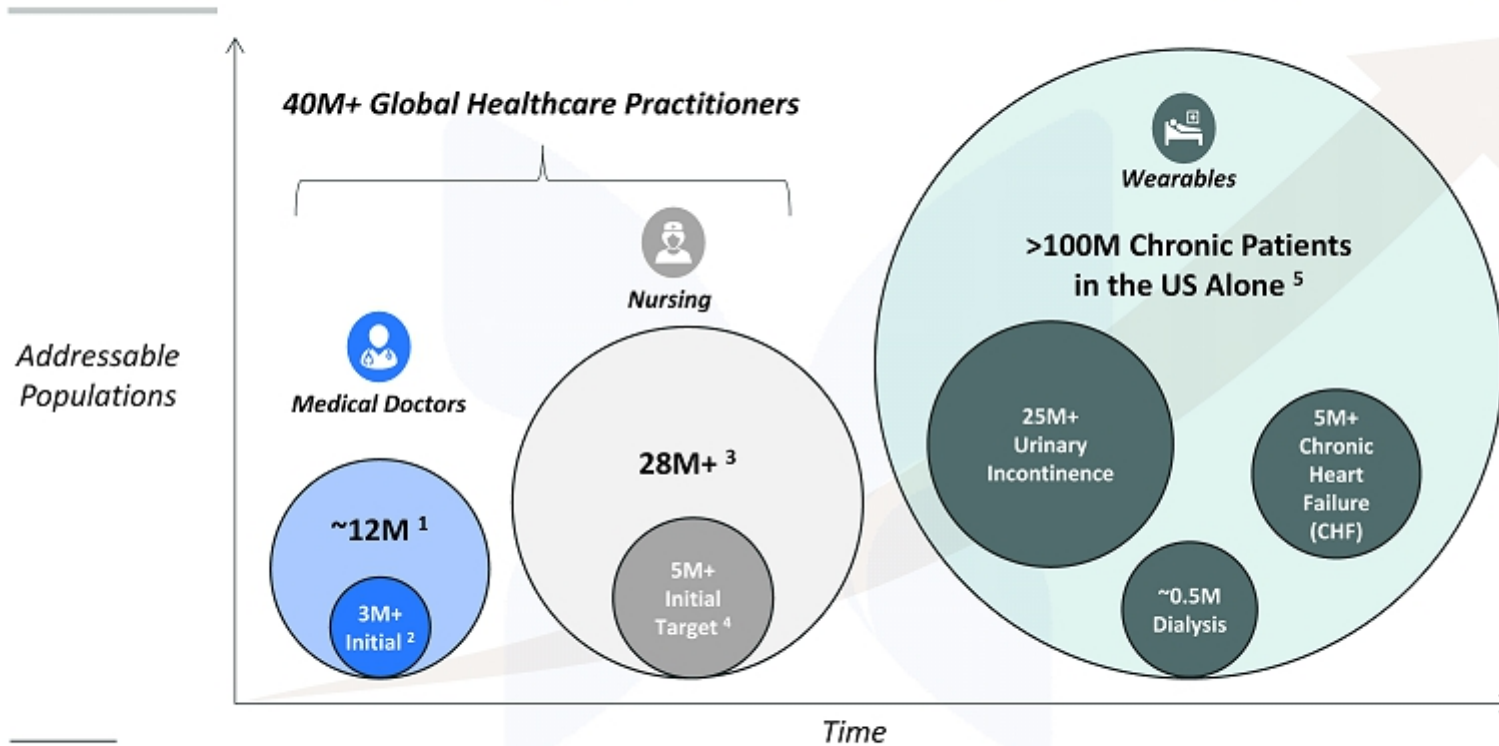 40M+ Global Healthcare Practitioners
Wearables
>100M Chronic Patients
in the US Alone 5
Nursing
Medical Doctors
Addressable
Populations
~12M 1
3M+
Initial 2
28M+ 3
5M+
Initial
Target 4
25M+
Urinary
Incontinence
5M+
Chronic
Heart
Failure
(CHF)
~0.5M
Dialysis
Time